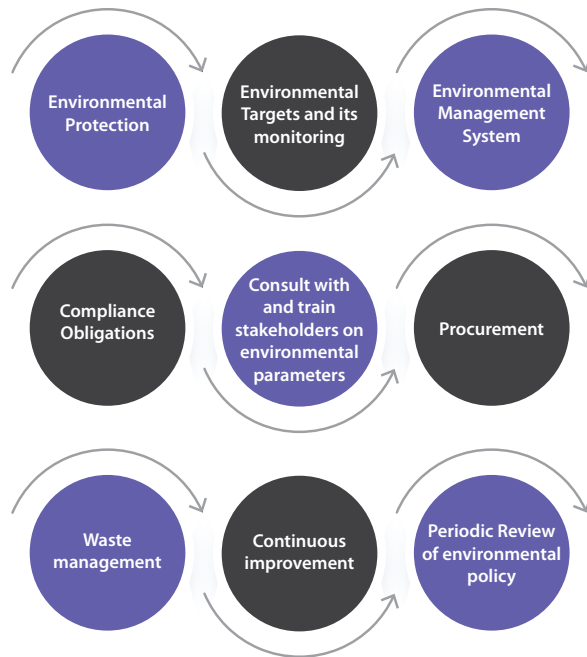 Environmental
Protection
Environmental
Targets and its
monitoring
Environmental
Management
System
Compliance
Obligations
Consult with
and train
stakeholders on
environmental
parameters
Procurement
Waste
management
Continuous
improvement
Periodic Review
of environmental
policy